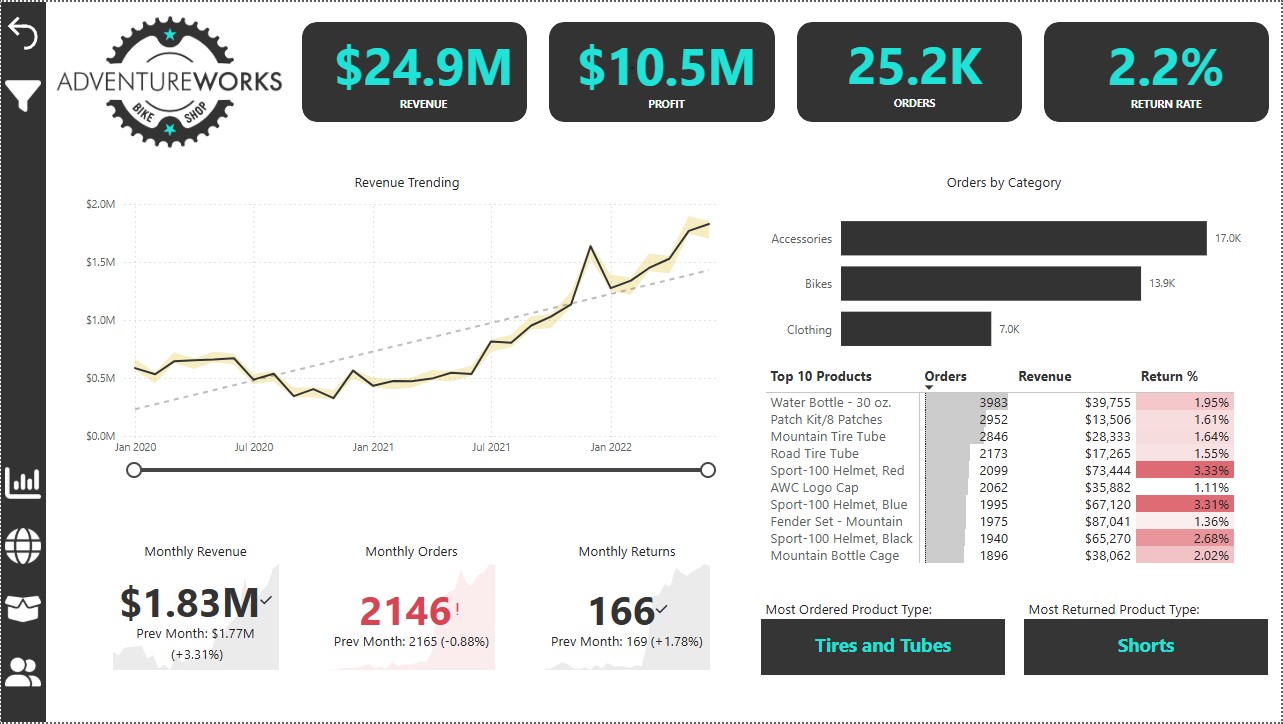 ADVENTUREWORKS
BIKE SHOP
$24.9M
REVENUE
$10.5M
PROFIT
25.2K
ORDERS
2.2%
RETURN RATE
Revenue Trending
$2.0M
$1.5M
$1.0M
$0.5M
$0.0M
Jan 2020 Jul 2020 Jan 2021 Jul 2021 Jan 2022
Orders by Category
Accessories 17.0K
Bikes 13.9K
Clothing 7.0K
Top 10 Products Orders Revenue Return %
Water Bottle - 30 oz. 3983 $39,755 1.95%
Patch Kit/8 Patches 2952 $13,506 1.61%
Mountain Tire Tube 2846 $28,333 1.64%
Road Tire Tube 2173 $17,265 1.55%
Sport-100 Helmet, Red 2099 $73,444 3.33%
AWC Logo Cap 2062 $35,882 1.11%
Sport-100 Helmet, Blue 1995 $67,120 3.31%
Fender Set - Mountain 1975 $87,041 1.36%
Sport-100 Helmet, Black 1940 $65,270 2.68%
Mountain Bottle Cage 1896 $38,062 2.02%
Monthly Revenue
$1.83M✓
Prev Month: $1.77M
(+3.31%)
Monthly Orders
2146!
Prev Month: 2165 (-0.88%)
Monthly Returns
166✓
Prev Month: 169 (+1.78%)
Most Ordered Product Type:
Tires and Tubes
Most Returned Product Type:
Shorts